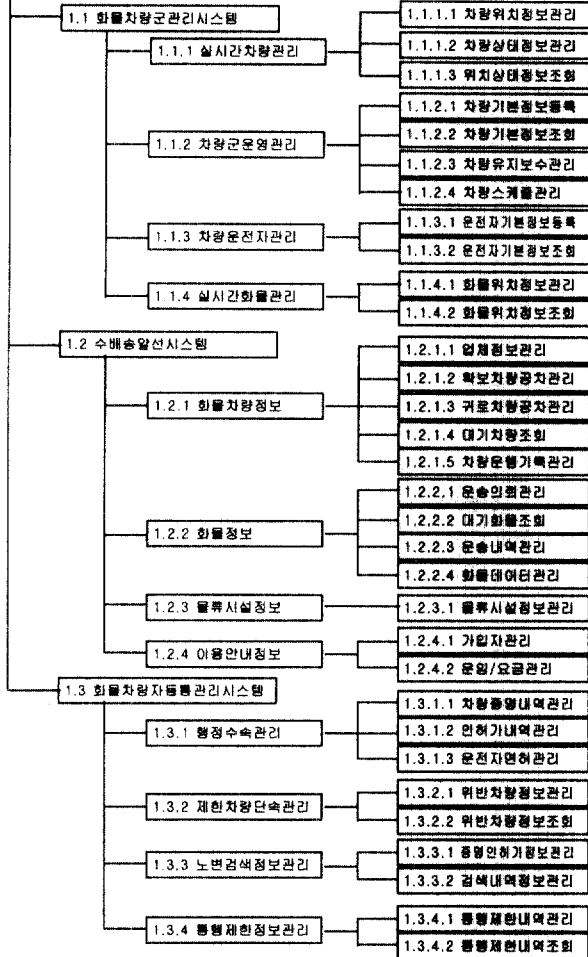 1.1 화물차량군관리시스템
1.1.1 실시간차량관리
1.1.1.1 차량위치정보관리
1.1.1.2 차량상태정보관리
1.1.1.3 위치상태정보조회
1.1.2 차량군운영관리
1.1.2.1 차량기본정보등록
1.1.2.2 차량기본정보조회
1.1.2.3 차량유지보수관리
1.1.2.4 차량스케쥴관리
1.1.3 차량운전자관리
1.1.3.1 운전자기본정보등록
1.1.3.2 운전자기본정보조회
1.1.4 실시간화물관리
1.1.4.1 화물위치정보관리
1.1.4.2 화물위치정보조회
1.2 수배송알선시스템
1.2.1 화물차량정보
1.2.1.1 업체정보관리
1.2.1.2 확보차량공차관리
1.2.1.3 귀로차량공차관리
1.2.1.4 대기차량조회
1.2.1.5 차량운행기록관리
1.2.2 화물정보
1.2.2.1 운송의뢰관리
1.2.2.2 대기화물조회
1.2.2.3 운송내역관리
1.2.2.4 화물데이터관리
1.2.3 물류시설정보
1.2.3.1 물류시설정보관리
1.2.4 이용안내정보
1.2.4.1 가입자관리
1.2.4.2 운임/요금관리
1.3 화물차량자동통관리시스템
1.3.1 행정수속관리
1.3.1.1 차량증명내역관리
1.3.1.2 인허가내역관리
1.3.1.3 운전자면허관리
1.3.2 제한차량단속관리
1.3.2.1 위반차량정보관리
1.3.2.2 위반차량정보조회
1.3.3 노변검색정보관리
1.3.3.1 증명인허가정보관리
1.3.3.2 검색내역정보관리
1.3.4 통행제한정보관리
1.3.4.1 통행제한내역관리
1.3.4.2 통행제한내역조회